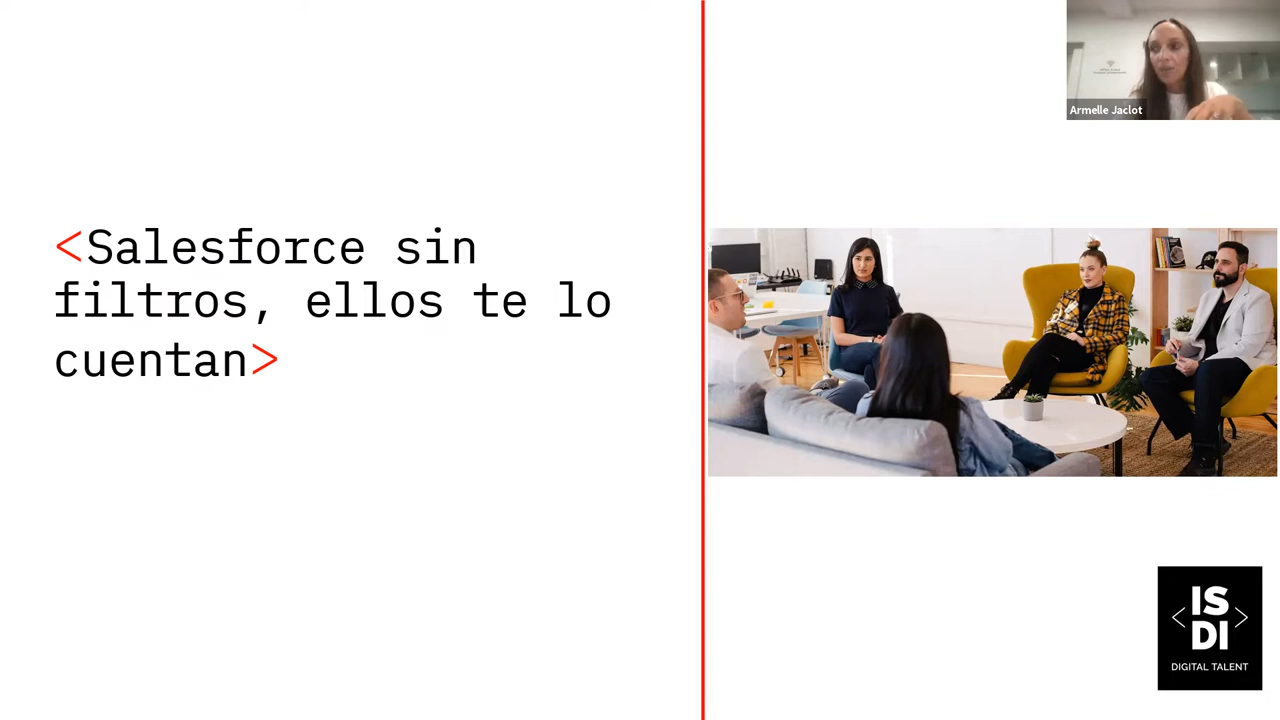 <Salesforce sin
filtros, ellos te lo
cuentan>
Armelle Jaclot
<IS
DI>
DIGITAL TALENT